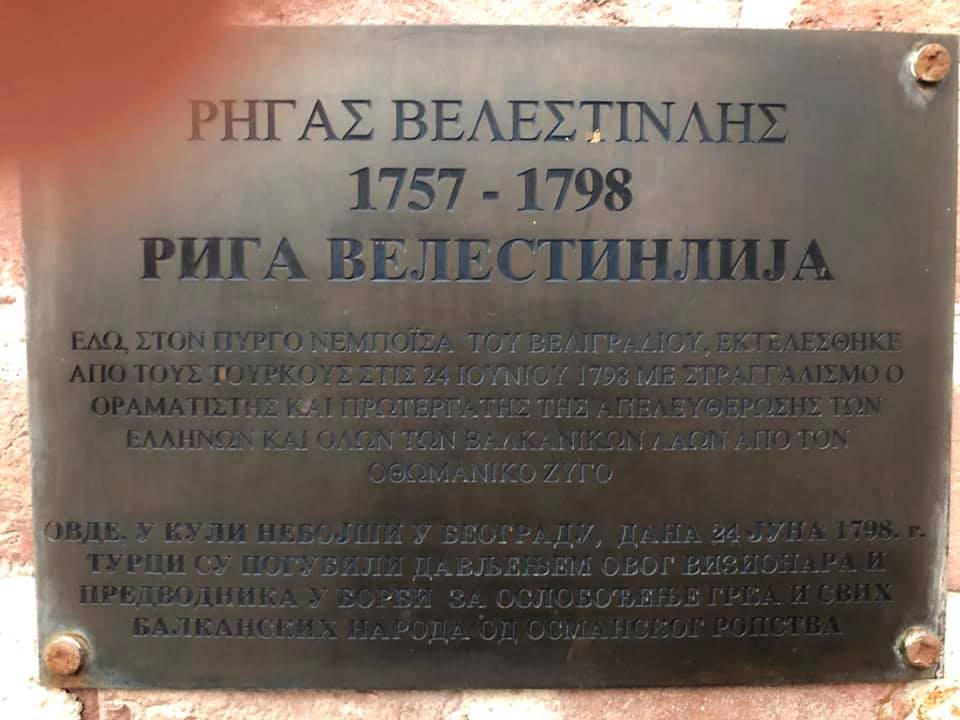 ΡΗΓΑΣ ΒΕΛΕΣΤΙΝΛΗΣ
1757 - 1798
РИГА ВЕЛЕСТИНЛИЈА
ΕΔΩ, ΣΤΟΝ ΠΥΡΓΟ ΝΕΜΠΟΪΣΑ ΤΟΥ ΒΕΛΙΓΡΑΔΙΟΥ, ΕΚΤΕΛΕΣΘΗΚΕ
ΑΠΟ ΤΟΥΣ ΤΟΥΡΚΟΥΣ ΣΤΙΣ 24 ΙΟΥΝΙΟΥ 1798 ΜΕ ΣΤΡΑΓΓΑΛΙΣΜΟ Ο
ΟΡΑΜΑΤΙΣΤΗΣ ΚΑΙ ΠΡΩΤΕΡΓΑΤΗΣ ΤΗΣ ΑΠΕΛΕΥΘΕΡΩΣΗΣ ΤΩΝ
ΕΛΛΗΝΩΝ ΚΑΙ ΟΛΩΝ ΤΩΝ ΒΑΛΚΑΝΙΚΩΝ ΛΑΩΝ ΑΠΟ ΤΟΝ
ΟΘΩΜΑΝΙΚΟ ΖΥΓΟ
ОВДЕ, У КУЛИ НЕБОЈШИ У БЕОГРАДУ, ДАНА 24 ЈУНА 1798. г.
ТУРЦИ СУ ПОГУБИЛИ ДАВЉЕЊЕМ ОВОГ ВИЗИОНАРА И
ПРЕДВОДНИКА У БОРБИ ЗА ОСЛОБОЂЕЊЕ ГРКА И СВИХ
БАЛКАНСКИХ НАРОДА ОД ОСМАНСКОГ РОПСТВА